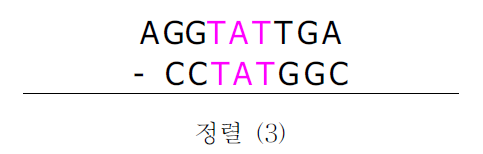 AGGTATTGA
- CCTATGGC
정렬 (3)